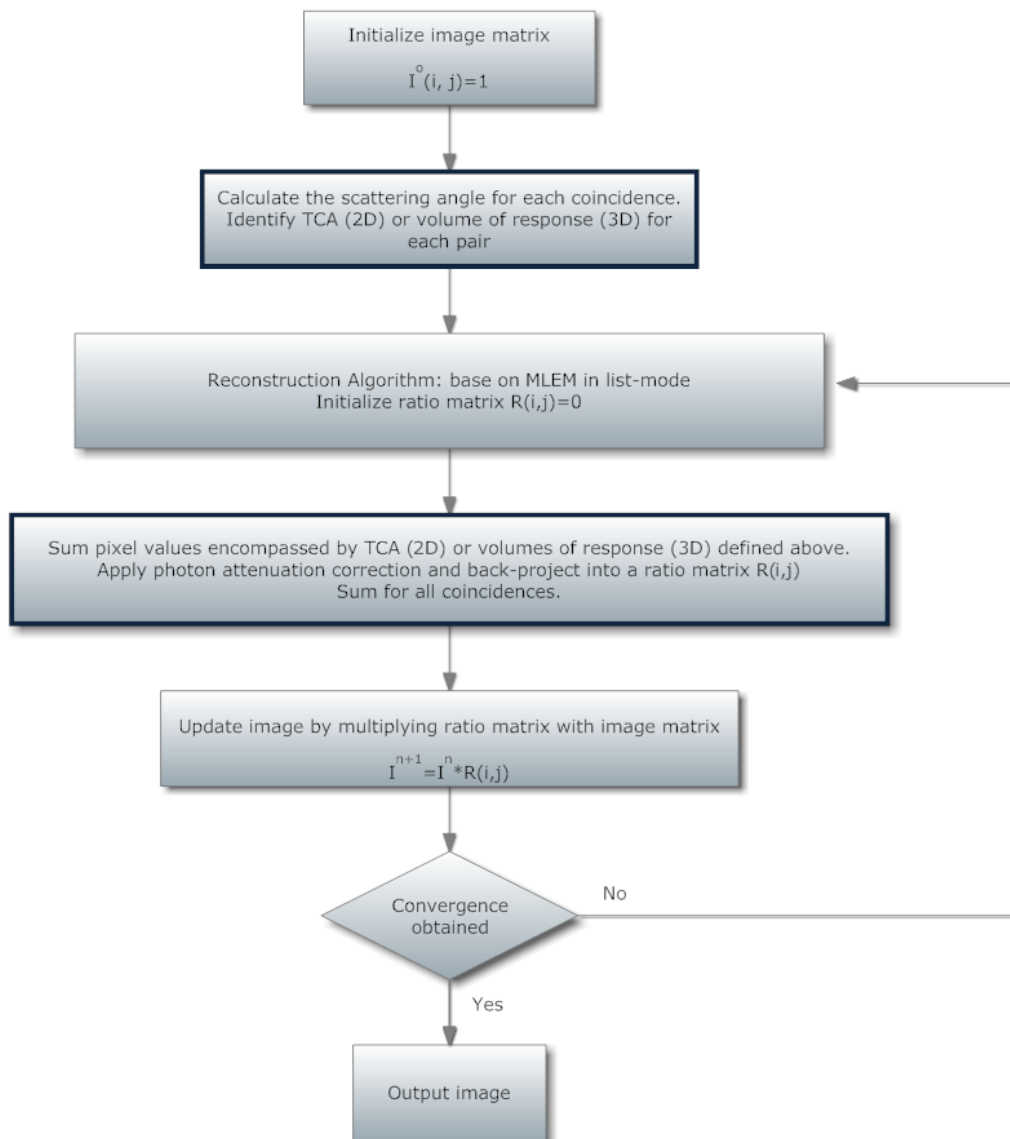 Initialize image matrix
I^o(i, j)=1
Calculate the scattering angle for each coincidence.
Identify TCA (2D) or volume of response (3D) for
each pair
Reconstruction Algorithm: base on MLEM in list-mode
Initialize ratio matrix R(i,j)=0
Sum pixel values encompassed by TCA (2D) or volumes of response (3D) defined above.
Apply photon attenuation correction and back-project into a ratio matrix R(i,j)
Sum for all coincidences.
Update image by multiplying ratio matrix with image matrix
I^n+1=I^n*R(i,j)
Convergence
obtained
No
Yes
Output image